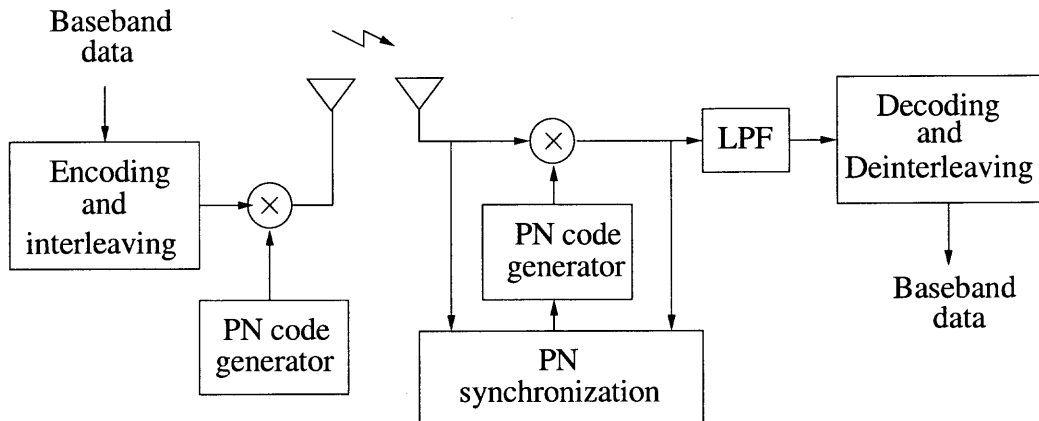 Baseband
data
Encoding
and
interleaving
×
PN code
generator
×
PN code
generator
PN
synchronization
LPF
Decoding
and
Deinterleaving
Baseband
data